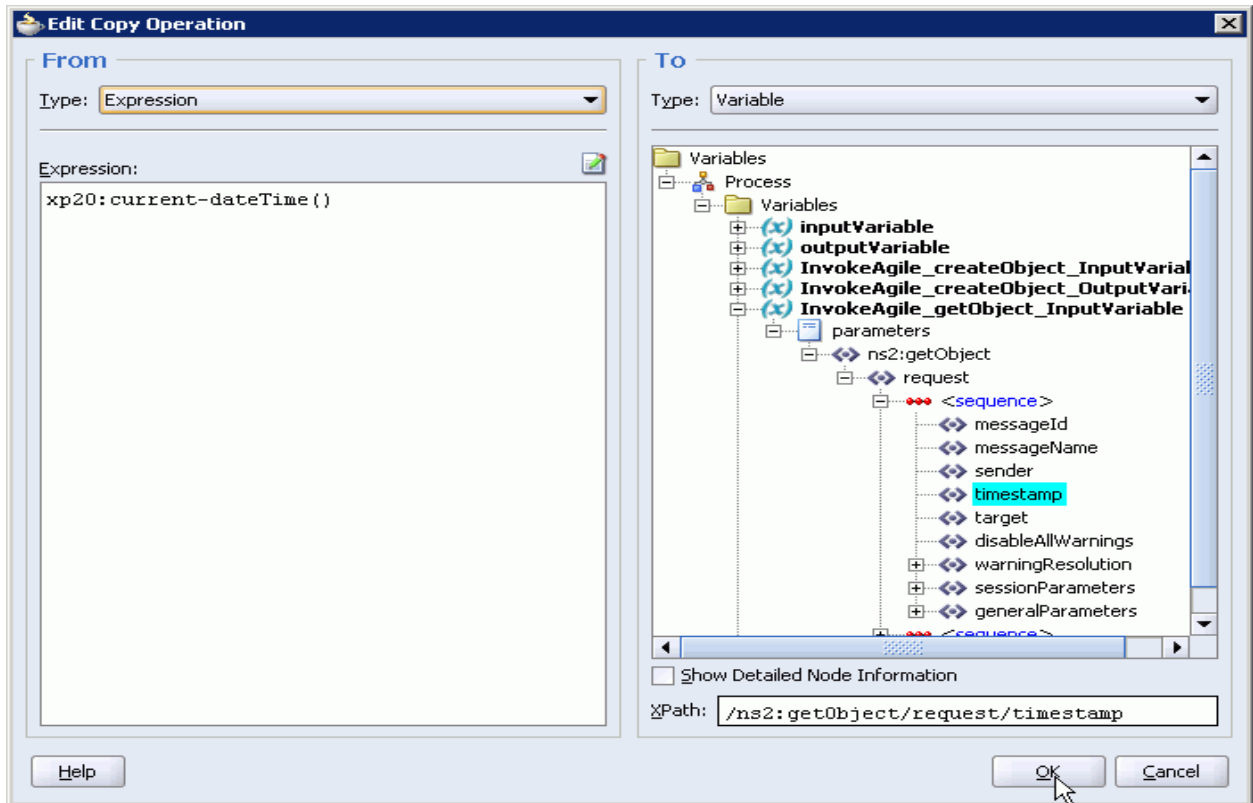 Edit Copy Operation
From
Type: Expression
Expression:
xp20:current-dateTime()
To
Type: Variable
Variables
Process
Variables
inputVariable
outputVariable
InvokeAgile_createObject_InputVarial
InvokeAgile_createObject_OutputVari
InvokeAgile_getObject_InputVariable
parameters
ns2:getObject
request
<sequence>
messageId
messageName
sender
timestamp
target
disableAllWarnings
warningResolution
sessionParameters
generalParameters
<sequence>
Show Detailed Node Information
XPath: /ns2:getObject/request/timestamp
Help
OK
Cancel